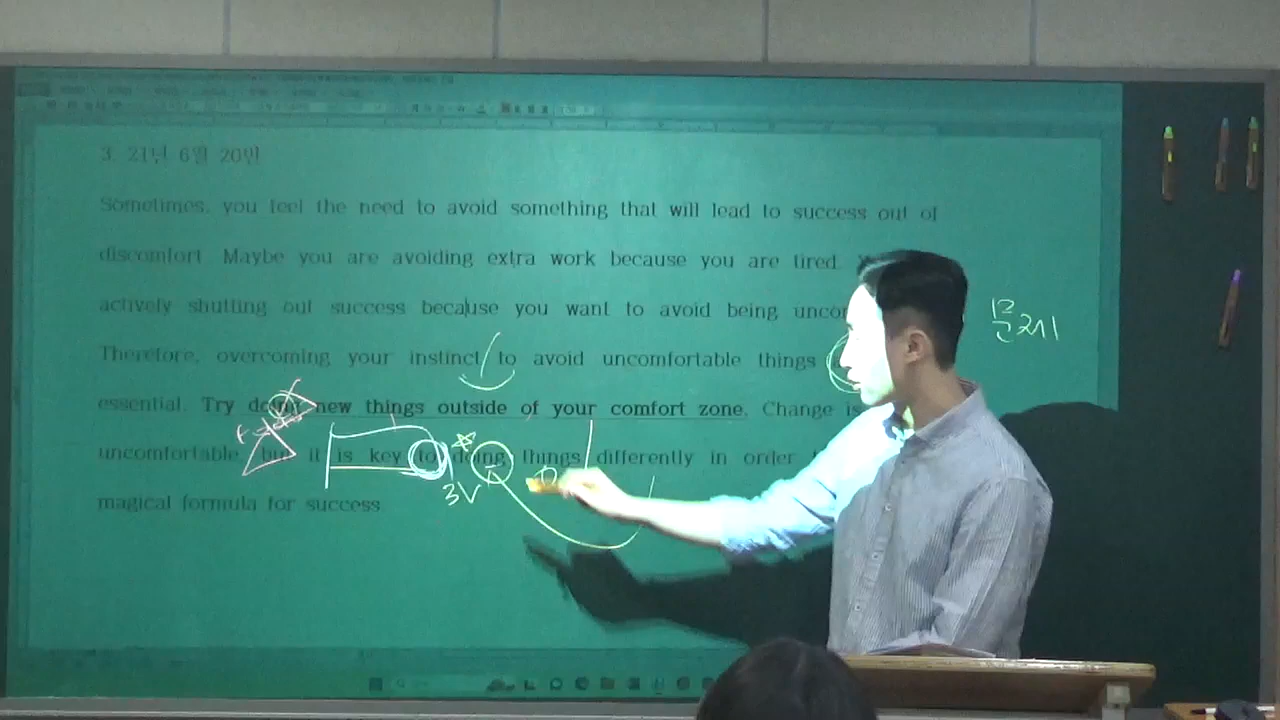 3. 21년 6월 20번
Sometimes, you feel the need to avoid something that will lead to success out of
discomfort. Maybe you are avoiding extra work because you are tired.
actively shutting out success because you want to avoid being
Therefore, overcoming your instinct to avoid uncomfortable things
essential. Try doing new things outside of your comfort zone. Change is
uncomfortable, but it is key to doing things differently in order
magical formula for success
3V